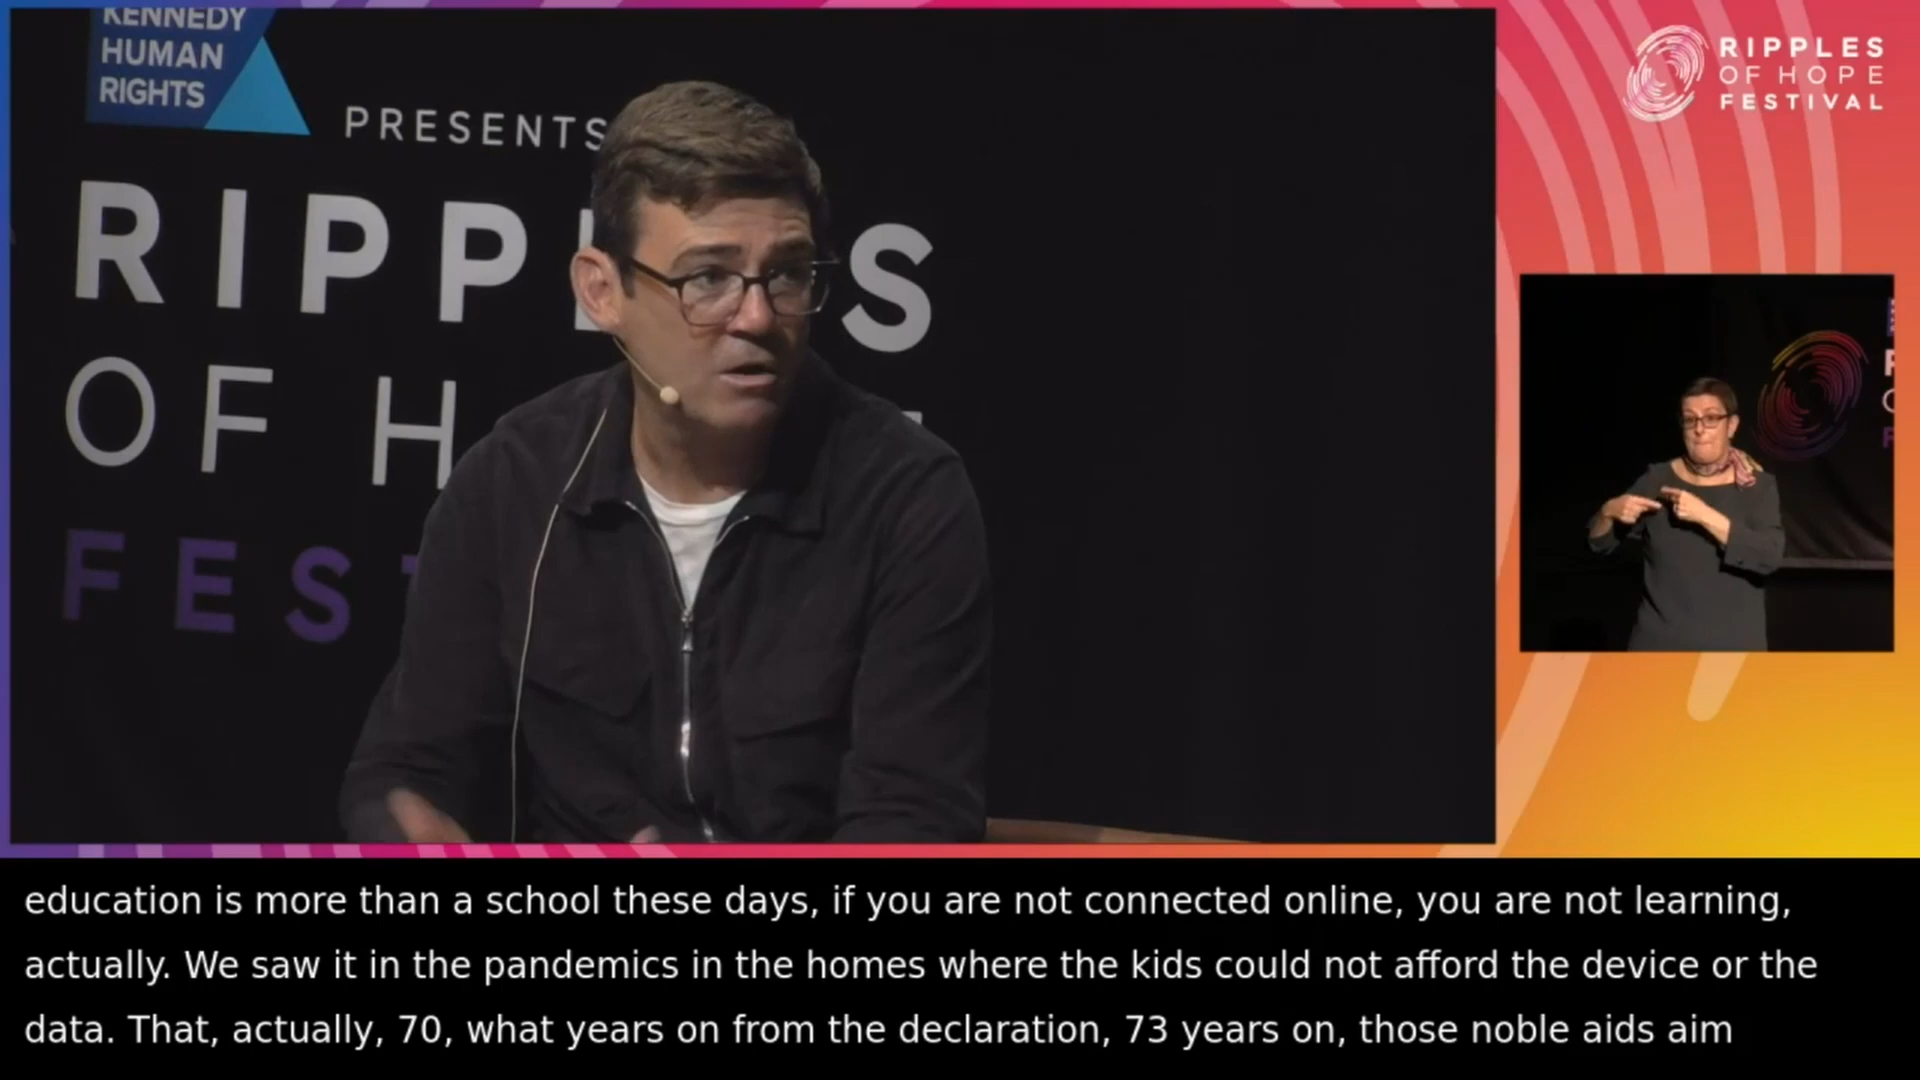 KENNEDY
HUMAN
RIGHTS
PRESENTS
RIPPLES
OF H
FEST
RIPPLES
OF HOPE
FESTIVAL
education is more than a school these days, if you are not connected online, you are not learning,
actually. We saw it in the pandemics in the homes where the kids could not afford the device or the
data. That, actually, 70, what years on from the declaration, 73 years on, those noble aids aim